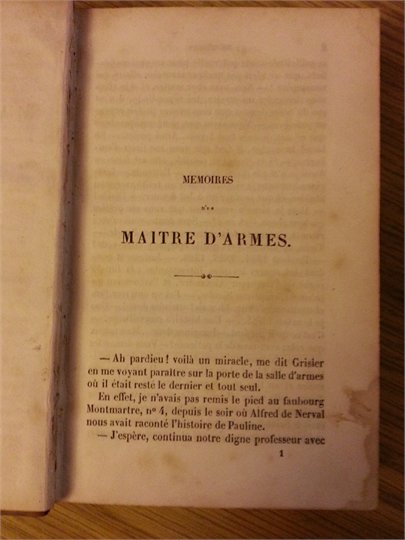 MEMOIRES
D'UN
MAITRE D'ARMES.
— Ah pardieu! voilà un miracle, me dit Grisier
en me voyant paraître sur la porte de la salle d'armes
où il était resté le dernier et tout seul.
En effet, je n'avais pas remis le pied au faubourg
Montmartre, nº 4, depuis le soir où Alfred de Nerval
nous avait raconté l'histoire de Pauline.
— J'espère, continua notre digne professeur avec
1